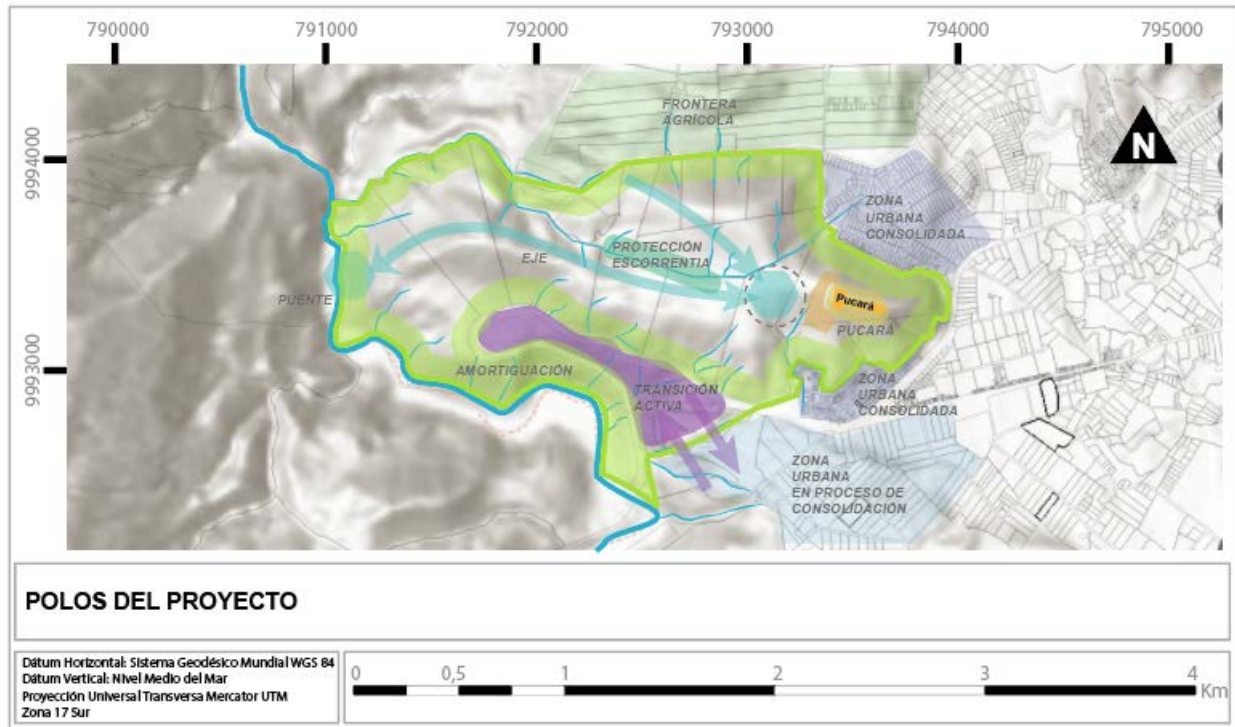 790000 791000 792000 793000 794000 795000
9994000
9993000
FRONTERA
AGRÍCOLA
N
ZONA
URBANA
CONSOLIDADA
PROTECCIÓN
ESCORRENTIA
EJE
PUENTE
Pucará
PUCARÁ
AMORTIGUACIÓN
TRANSICIÓN
ACTIVA
ZONA
URBANA
CONSOLIDADA
ZONA
URBANA
EN PROCESO DE
CONSOLIDACIÓN
POLOS DEL PROYECTO
Dátum Horizontal: Sistema Geodésico Mundial WGS 84
Dátum Vertical: Nivel Medio del Mar
Proyección Universal Transversa Mercator UTM
Zona 17 Sur
0 0,5 1 2 3 4
Km